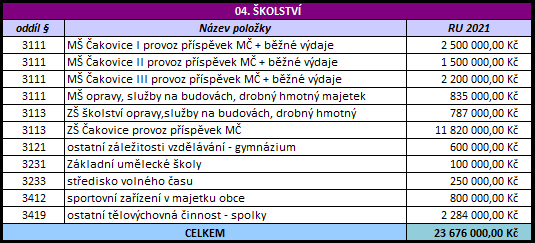 04. ŠKOLSTVÍ
oddíl § Název položky RU 2021
3111 MŠ Čakovice I provoz příspěvek MČ + běžné výdaje 2 500 000,00 Kč
3111 MŠ Čakovice II provoz příspěvek MČ + běžné výdaje 1 500 000,00 Kč
3111 MŠ Čakovice III provoz příspěvek MČ + běžné výdaje 2 200 000,00 Kč
3111 MŠ opravy, služby na budovách, drobný hmotný majetek 835 000,00 Kč
3113 ZŠ školství opravy,služby na budovách, drobný hmotný 787 000,00 Kč
3113 ZŠ Čakovice provoz příspěvek MČ 11 820 000,00 Kč
3121 ostatní záležitosti vzdělávání - gymnázium 600 000,00 Kč
3231 Základní umělecké školy 100 000,00 Kč
3233 středisko volného času 250 000,00 Kč
3412 sportovní zařízení v majetku obce 800 000,00 Kč
3419 ostatní tělovýchovná činnost - spolky 2 284 000,00 Kč
CELKEM 23 676 000,00 Kč